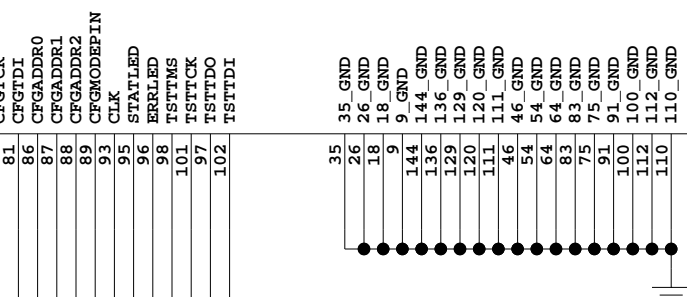 CFGTDI
CFGADDR0
CFGADDR1
CFGADDR2
CFGMODEPIN
CLK
STATLED
ERRLED
TSTTMS
TSTTCK
TSTTDO
TSTTDI
35_GND
26_GND
18_GND
9_GND
144_GND
136_GND
129_GND
120_GND
111_GND
46_GND
54_GND
64_GND
83_GND
75_GND
91_GND
100_GND
112_GND
110_GND
81
86
87
88
89
93
95
96
98
101
97
102
35
26
18
9
144
136
129
120
111
46
54
64
83
75
91
100
112
110